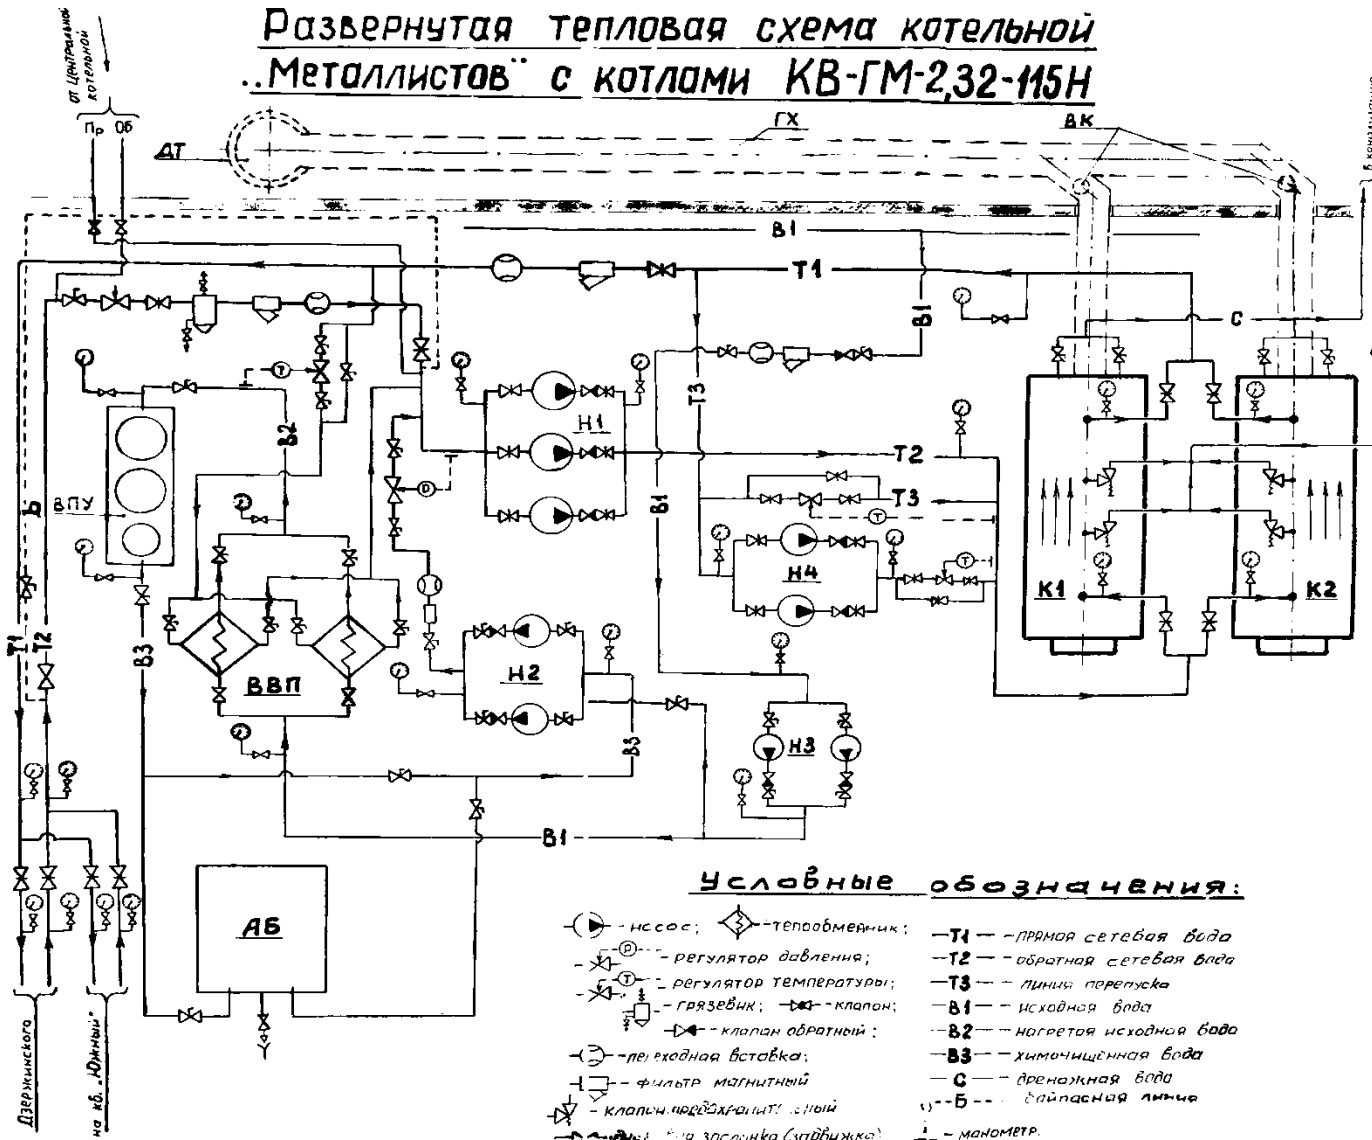 Развернутая тепловая схема котельной
„Металлистов" с котлами КВ-ГМ-2,32-115Н
от центральной
котельной
Пр Об
ДТ
ГХ
ВК
В1
Т1
В1
С
Т3
Н1
В2
Т2
ВПУ
Б
В1
Т3
Н4
К1
К2
Т1
Т2
В3
ВВП
Н2
В3
Н3
В1
АБ
Дзержинского
на кв. „Южный"
Условные обозначения:
- насос;
- теплообменник;
- регулятор давления;
- регулятор температуры;
- грязевик;
- клапан;
- клапан обратный;
- переходная вставка;
- фильтр магнитный
- клапан предохранительный
заслонка (задвижка)
Т1 - прямая сетевая вода
Т2 - обратная сетевая вода
Т3 - линия перепуска
В1 - исходная вода
В2 - нагретая исходная вода
В3 - химочищенная вода
С - дренажная вода
Б - байпасная линия
- манометр.